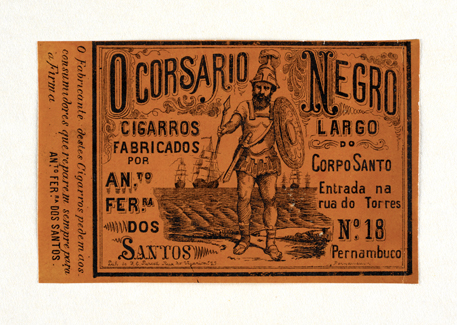 O Fabricante destes Cigarros pedem aos
consumidores que reparem sempre para
a Firma
AN.TO FER.RA DOS SANTOS.
O CORSARIO NEGRO
CIGARROS
FABRICADOS
POR
AN.TO
FER.RA
DOS
SANTOS
LARGO
DO
CORPO SANTO
Entrada na
rua do Torres
Nº 18
Pernambuco